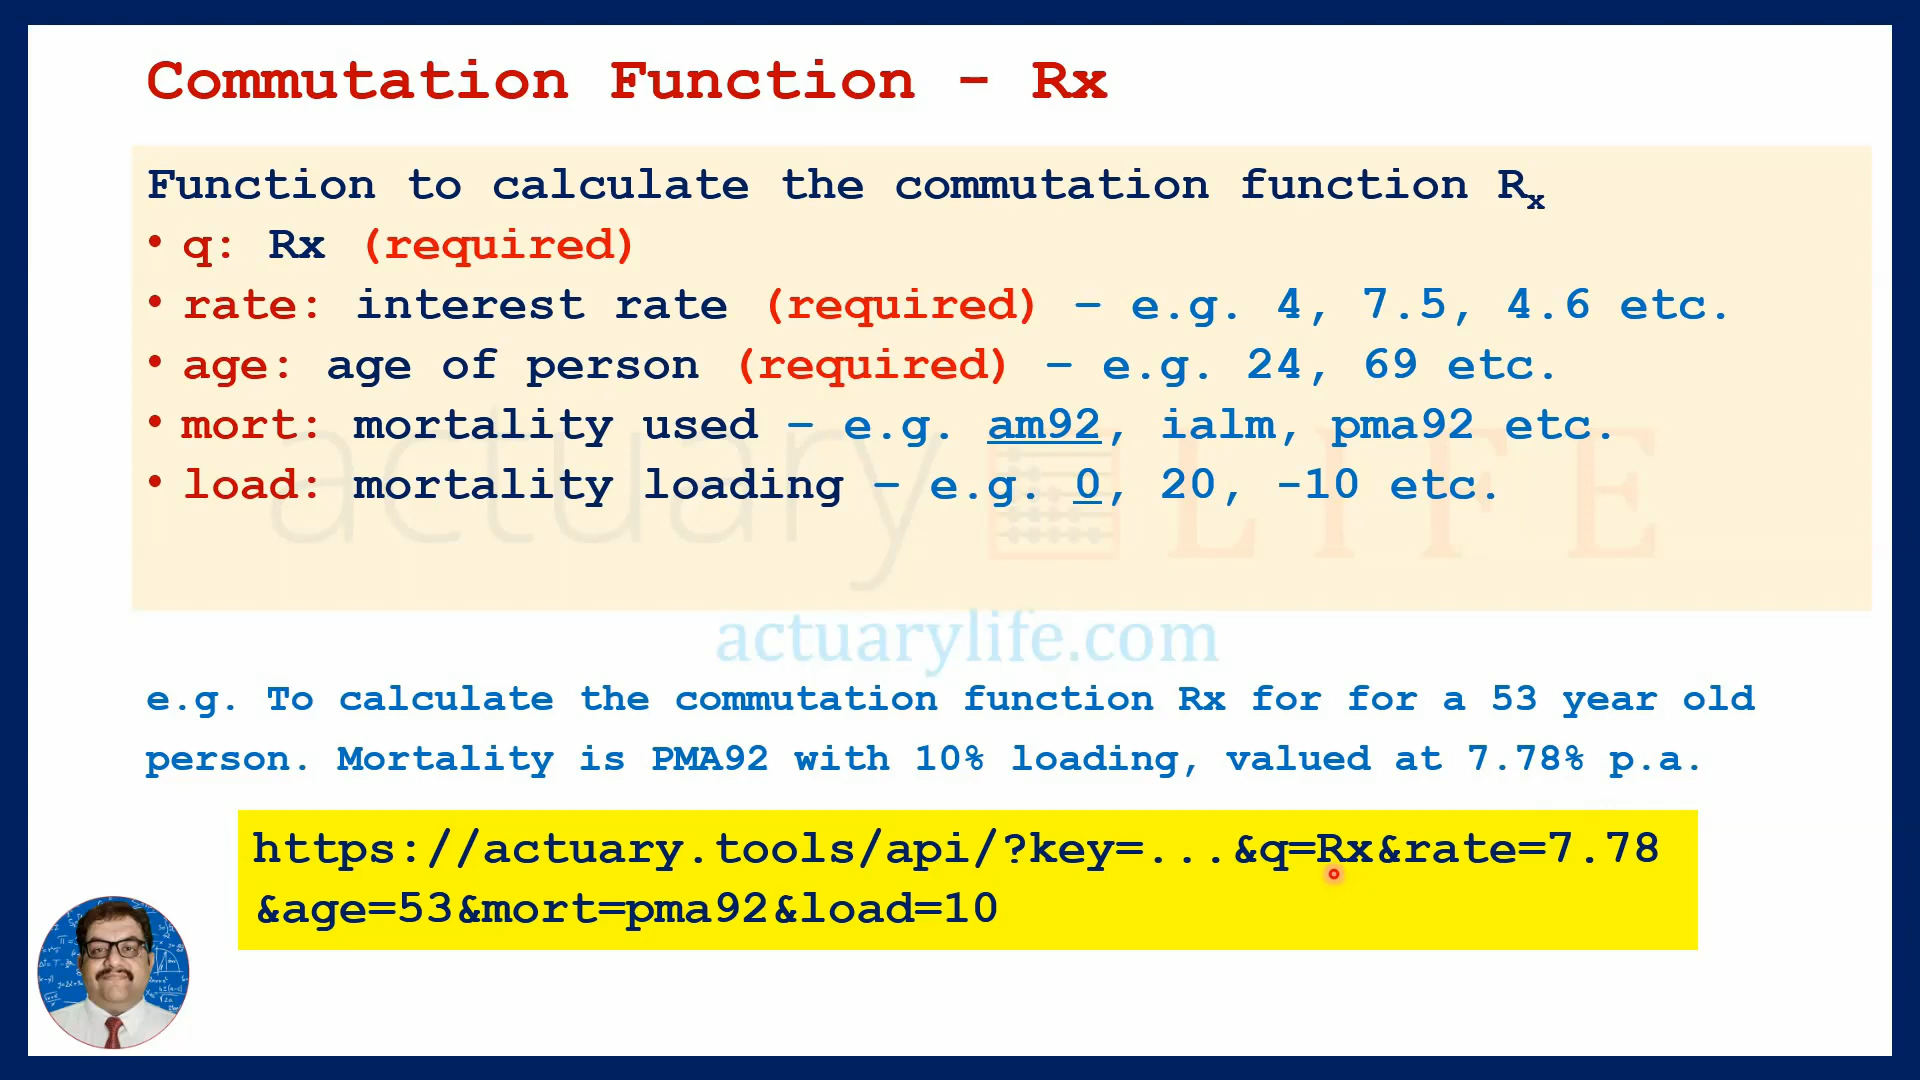 Commutation Function - Rx
Function to calculate the commutation function Rx
• q: Rx (required)
• rate: interest rate (required) – e.g. 4, 7.5, 4.6 etc.
• age: age of person (required) – e.g. 24, 69 etc.
• mort: mortality used – e.g. am92, ialm, pma92 etc.
• load: mortality loading – e.g. 0, 20, -10 etc.
actuary LIFE
actuarylife.com
e.g. To calculate the commutation function Rx for for a 53 year old
person. Mortality is PMA92 with 10% loading, valued at 7.78% p.a.
https://actuary.tools/api/?key=...&q=Rx&rate=7.78
&age=53&mort=pma92&load=10